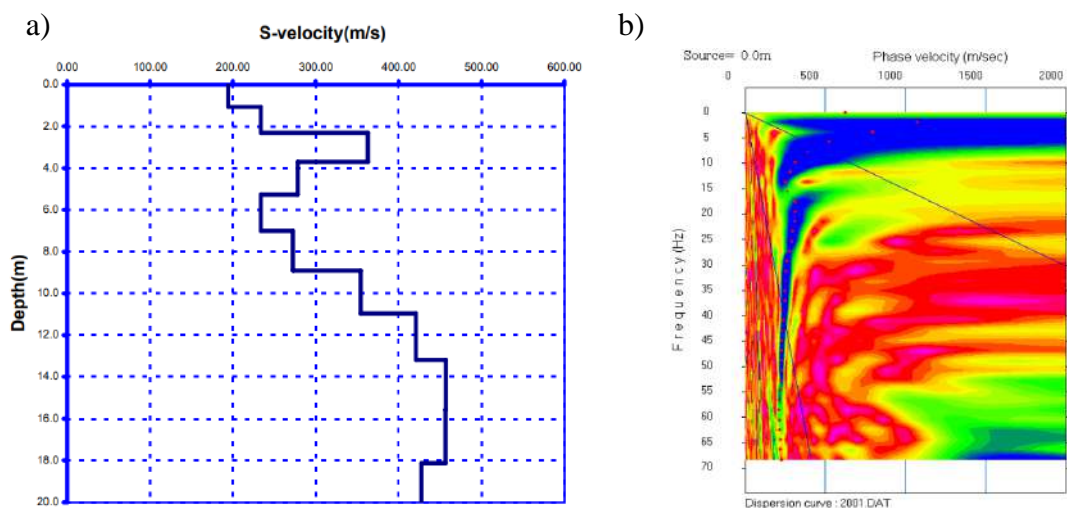 a)
S-velocity(m/s)
0.00 100.00 200.00 300.00 400.00 500.00 600.00
Depth(m)
0.0
2.0
4.0
6.0
8.0
10.0
12.0
14.0
16.0
18.0
20.0
b)
Source= 0.0m Phase velocity (m/sec)
0 500 1000 1500 2000
Frequency (Hz)
0
5
10
15
20
25
30
35
40
45
50
55
60
65
70
Dispersion curve : 2001.DAT